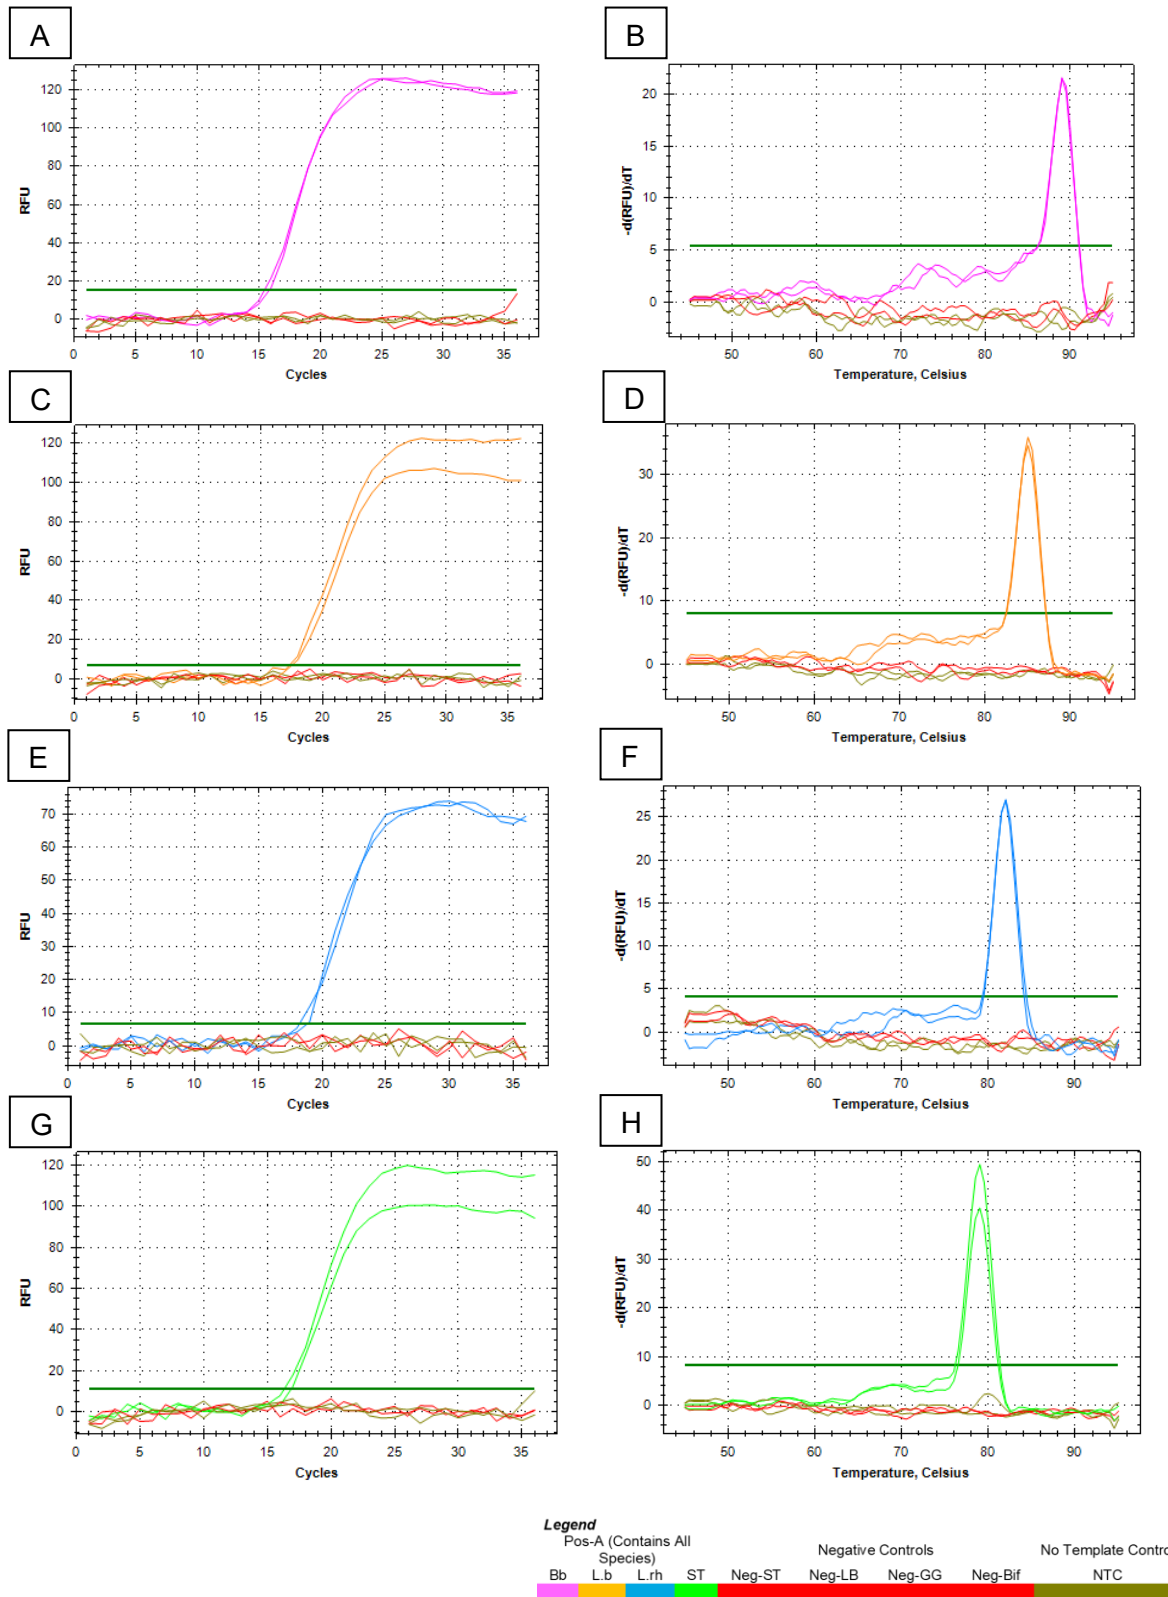 A
B
120
100
80
60
40
20
0
RFU
0 5 10 15 20 25 30 35
Cycles
20
15
10
5
0
-d(RFU)/dT
50 60 70 80 90
Temperature, Celsius
C
D
120
100
80
60
40
20
0
RFU
0 5 10 15 20 25 30 35
Cycles
30
20
10
0
-d(RFU)/dT
50 60 70 80 90
Temperature, Celsius
E
F
70
60
50
40
30
20
10
0
RFU
0 5 10 15 20 25 30 35
Cycles
25
20
15
10
5
0
-d(RFU)/dT
50 60 70 80 90
Temperature, Celsius
G
H
120
100
80
60
40
20
0
RFU
0 5 10 15 20 25 30 35
Cycles
50
40
30
20
10
0
-d(RFU)/dT
50 60 70 80 90
Temperature, Celsius
Legend
Pos-A (Contains All
Species)
Negative Controls
No Template Contro
Bb L.b L.rh ST Neg-ST Neg-LB Neg-GG Neg-Bif NTC